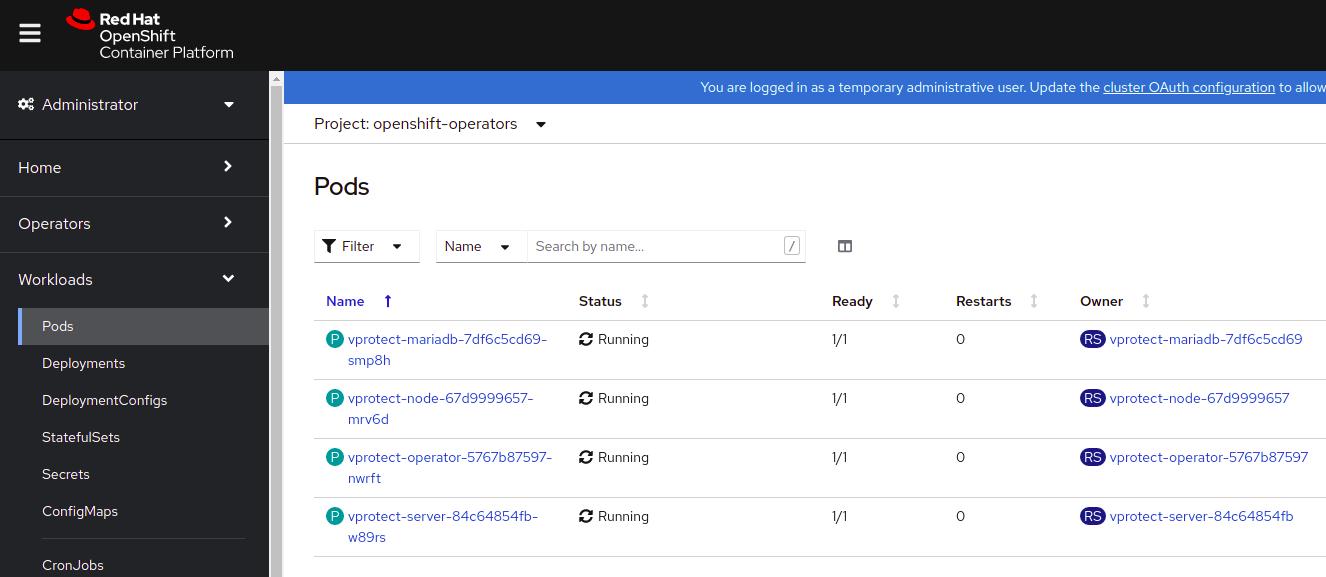 Red Hat
OpenShift
Container Platform
Administrator
Home
Operators
Workloads
Pods
Deployments
DeploymentConfigs
StatefulSets
Secrets
ConfigMaps
CronJobs
You are logged in as a temporary administrative user. Update the cluster OAuth configuration to allow
Project: openshift-operators
Pods
Filter Name Search by name... /
Name Status Ready Restarts Owner
P vprotect-mariadb-7df6c5cd69- Running 1/1 0 RS vprotect-mariadb-7df6c5cd69
smp8h
P vprotect-node-67d9999657- Running 1/1 0 RS vprotect-node-67d9999657
mrv6d
P vprotect-operator-5767b87597- Running 1/1 0 RS vprotect-operator-5767b87597
nwrft
P vprotect-server-84c64854fb- Running 1/1 0 RS vprotect-server-84c64854fb
w89rs